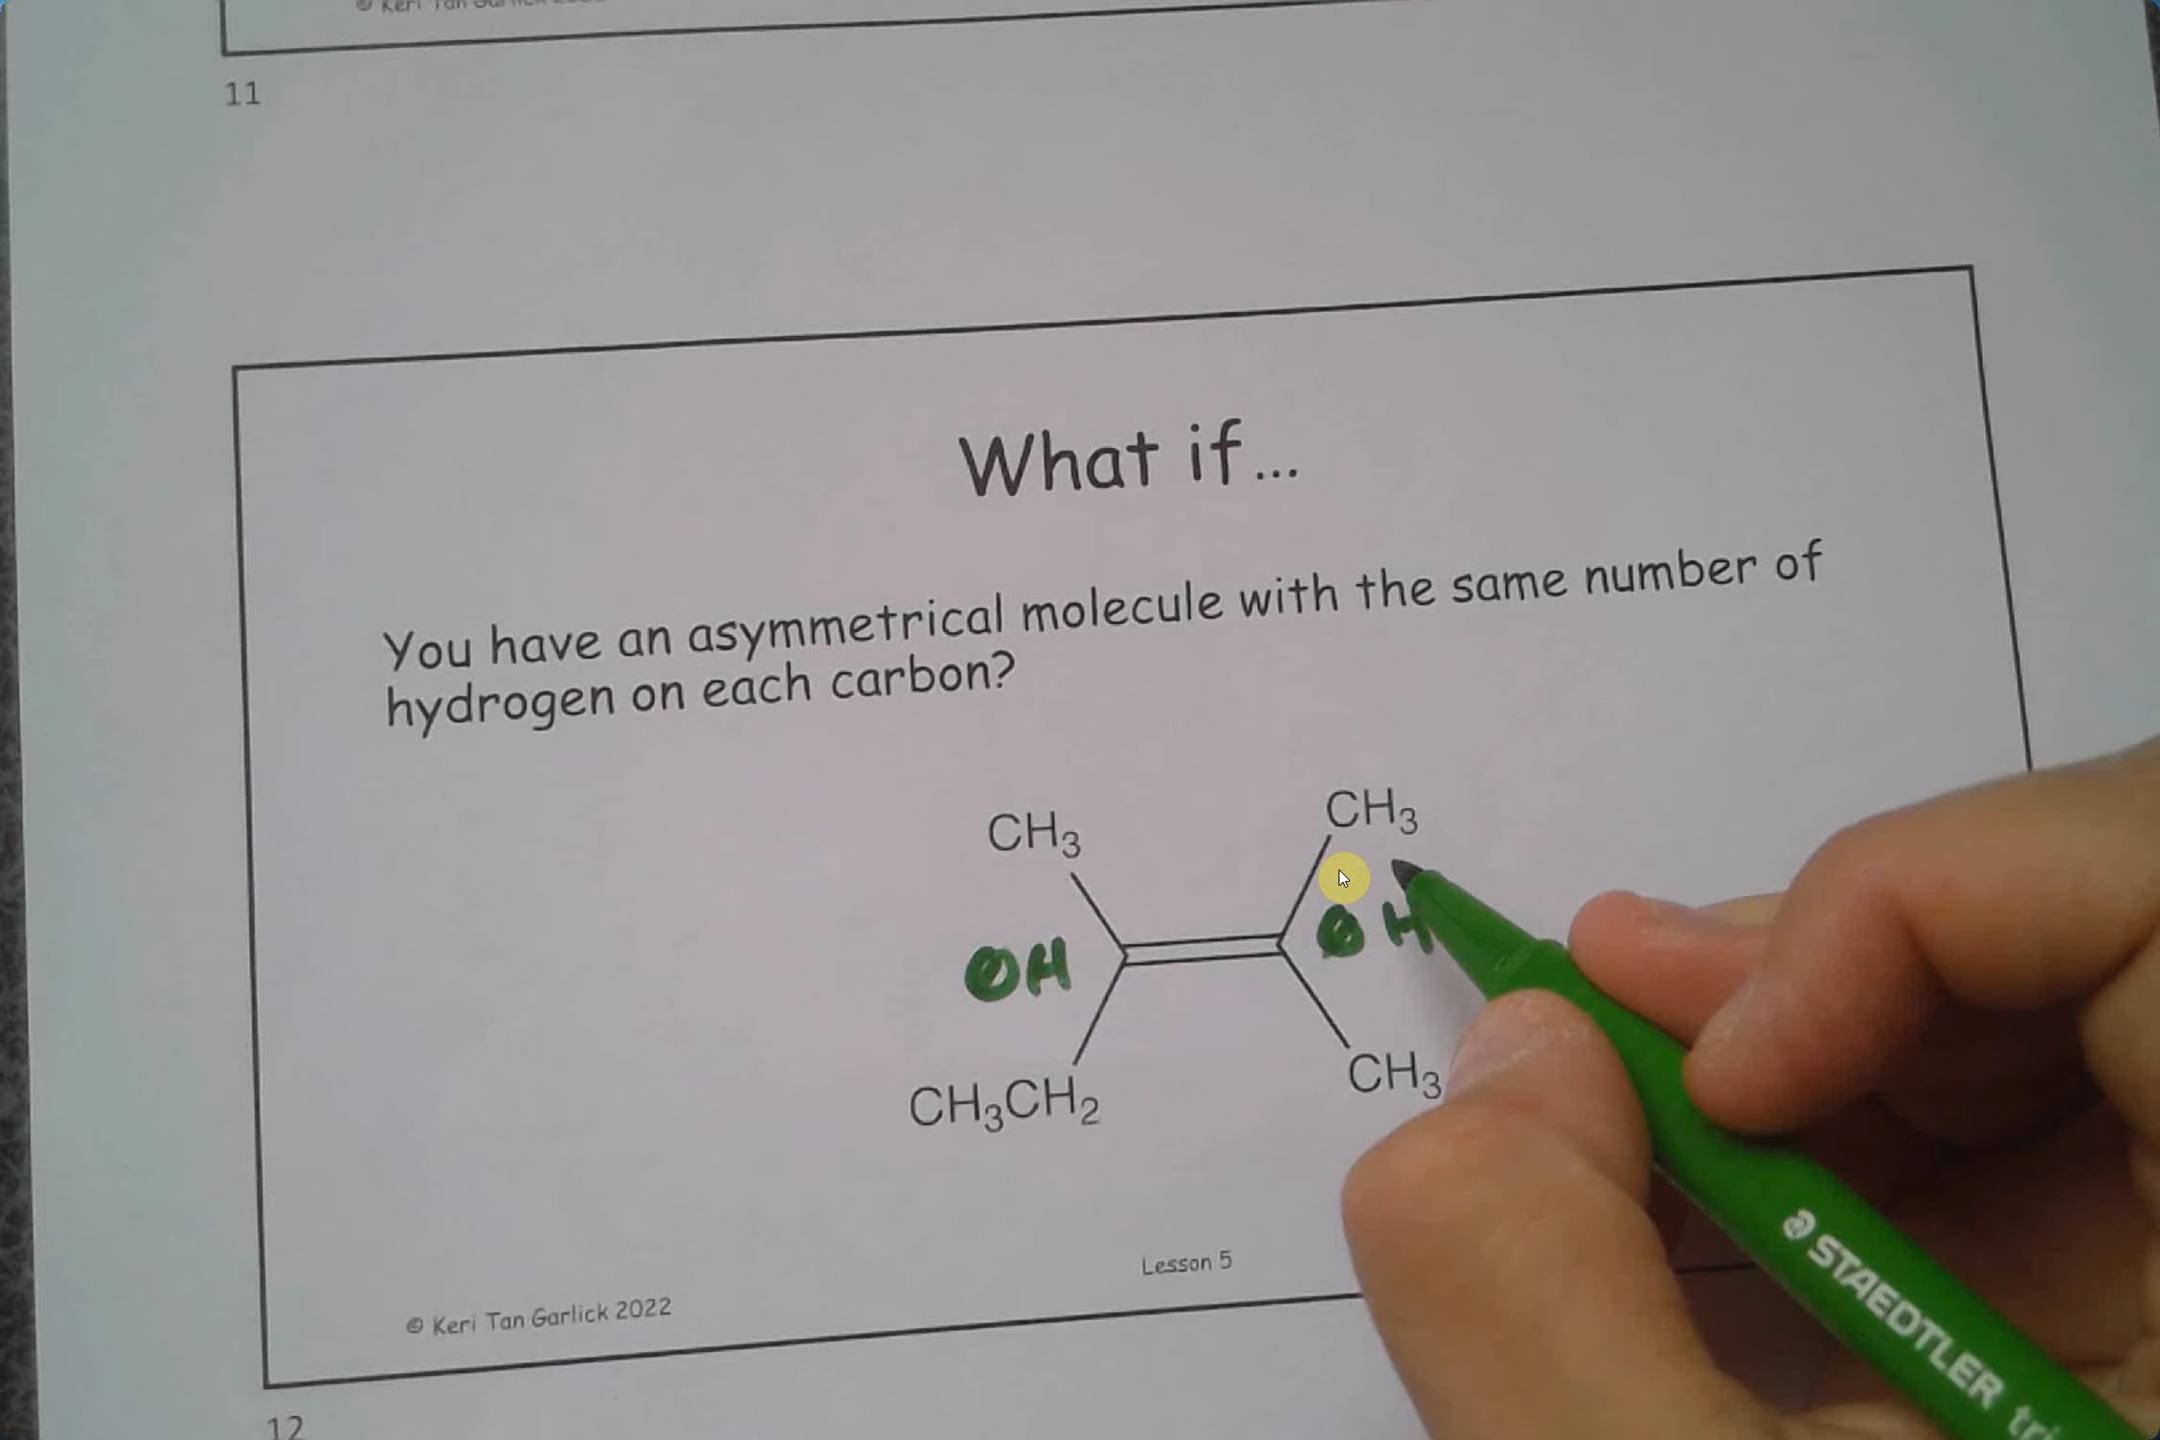 11
What if...
You have an asymmetrical molecule with the same number of
hydrogen on each carbon?
CH₃ CH₃
OH O H
CH₃CH₂ CH₃
Lesson 5
© Keri Tan Garlick 2022
STAEDTLER tri
12